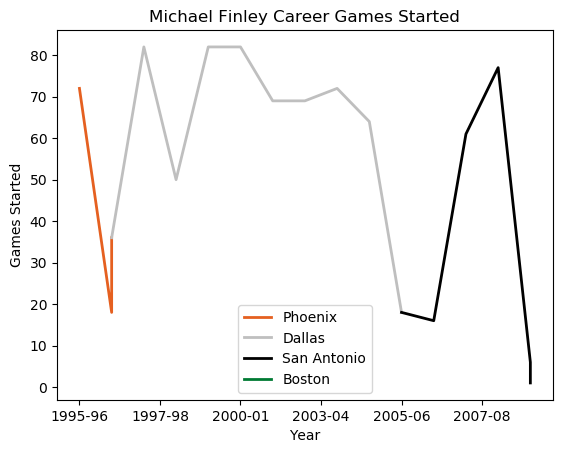 Michael Finley Career Games Started
Games Started
80
70
60
50
40
30
20
10
0
Phoenix
Dallas
San Antonio
Boston
1995-96 1997-98 2000-01 2003-04 2005-06 2007-08
Year